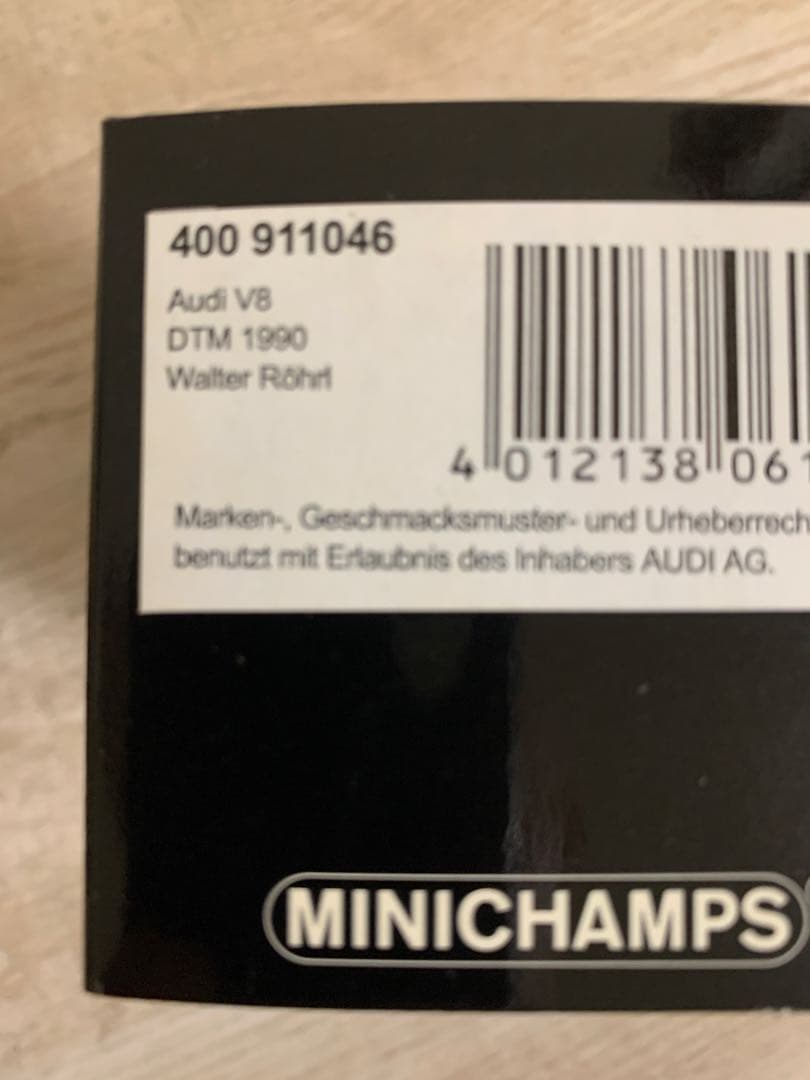 400 911046
Audi V8
DTM 1990
Walter Röhrl
4 012138 061
Marken-, Geschmacksmuster- und Urheberrech
benutzt mit Erlaubnis des Inhabers AUDI AG.
MINICHAMPS